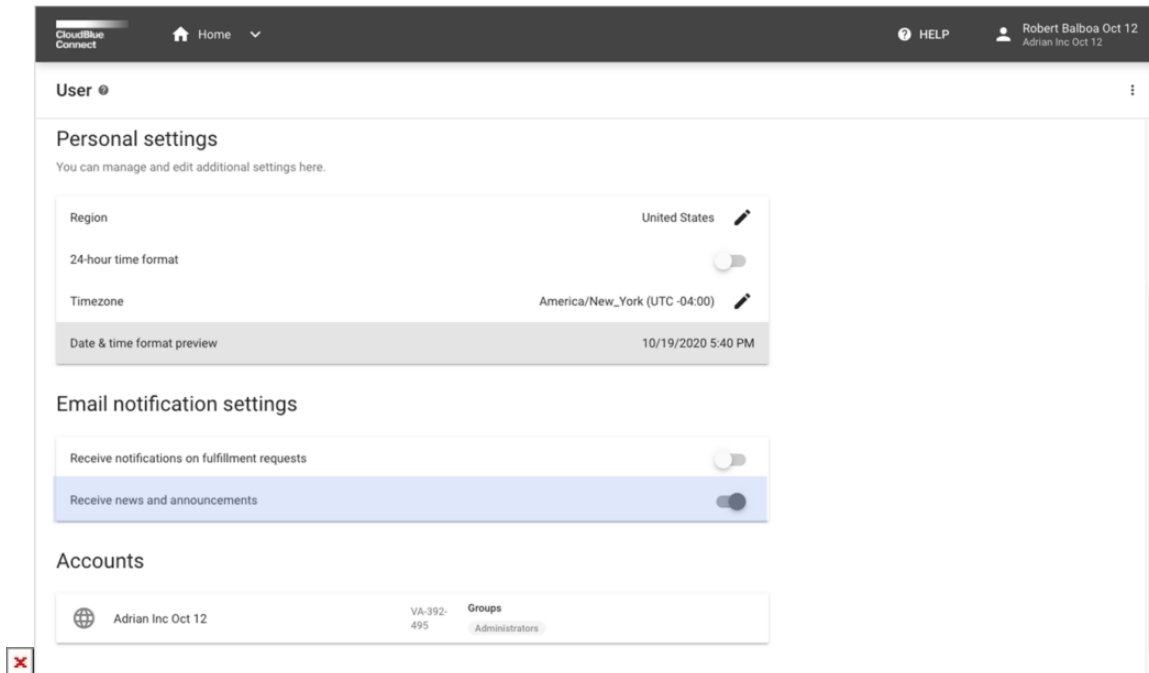 CloudBlue
Connect
Home
HELP
Robert Balboa Oct 12
Adrian Inc Oct 12
User
Personal settings
You can manage and edit additional settings here.
Region United States
24-hour time format
Timezone America/New_York (UTC -04:00)
Date & time format preview 10/19/2020 5:40 PM
Email notification settings
Receive notifications on fulfillment requests
Receive news and announcements
Accounts
Adrian Inc Oct 12
VA-392-
495
Groups
Administrators